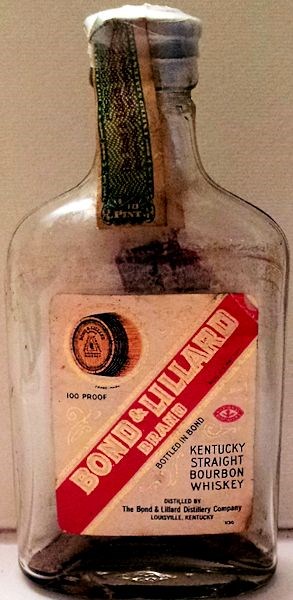 PINT
100 PROOF
BOND & LILLARD
BRAND
BOTTLED IN BOND
KENTUCKY
STRAIGHT
BOURBON
WHISKEY
DISTILLED BY
The Bond & Lillard Distillery Company
LOUISVILLE, KENTUCKY